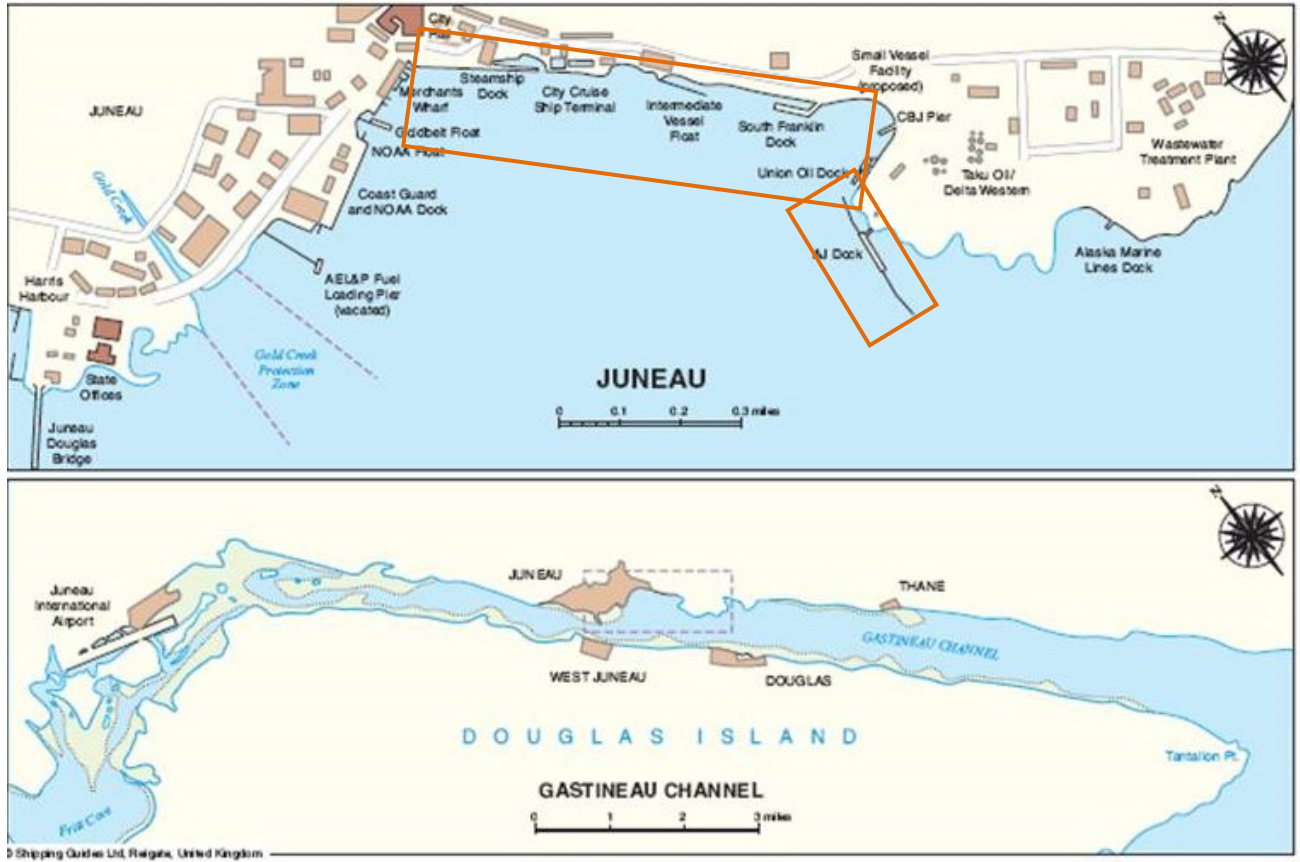 City
Hall
N
JUNEAU
Steamship
Dock
Merchants
Wharf
City Cruise
Ship Terminal
Intermediate
Vessel
Float
South Franklin
Dock
Small Vessel
Facility
(proposed)
CBJ Pier
Goldbelt Float
NOAA Float
Union Oil Dock
Taku Oil/
Delta Western
Wastewater
Treatment Plant
Gold Creek
Coast Guard
and NOAA Dock
AJ Dock
Alaska Marine
Lines Dock
Harris
Harbour
AEL&P Fuel
Loading Pier
(vacated)
Gold Creek
Protection
Zone
State
Offices
Juneau
Douglas
Bridge
JUNEAU
0 0.1 0.2 0.3 miles
N
Juneau
International
Airport
JUNEAU
THANE
GASTINEAU CHANNEL
WEST JUNEAU
DOUGLAS
DOUGLAS ISLAND
Tantallon Pt.
Fritz Cove
GASTINEAU CHANNEL
0 1 2 3 miles
© Shipping Guides Ltd, Reigate, United Kingdom